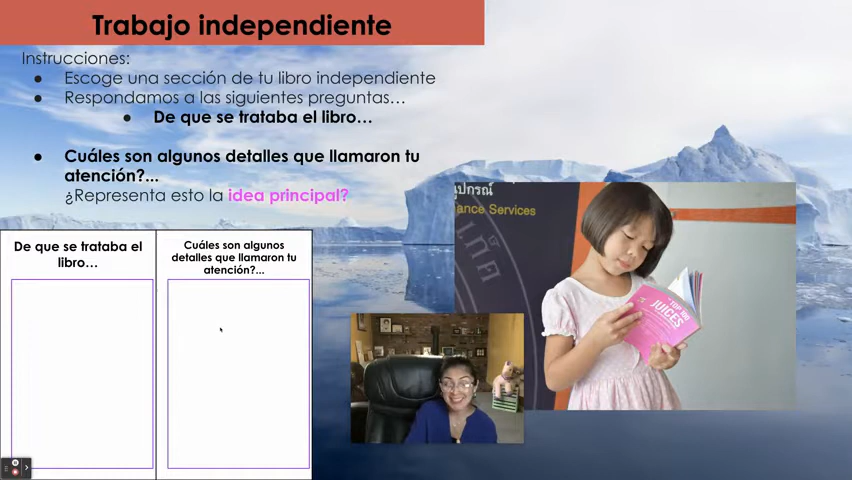 Trabajo independiente
Instrucciones:
● Escoge una sección de tu libro independiente
● Respondamos a las siguientes preguntas…
● De que se trataba el libro…
● Cuáles son algunos detalles que llamaron tu
atención?...
¿Representa esto la idea principal?
De que se trataba el
libro…
Cuáles son algunos
detalles que llamaron tu
atención?...
ance Services
TOP 100
JUICES